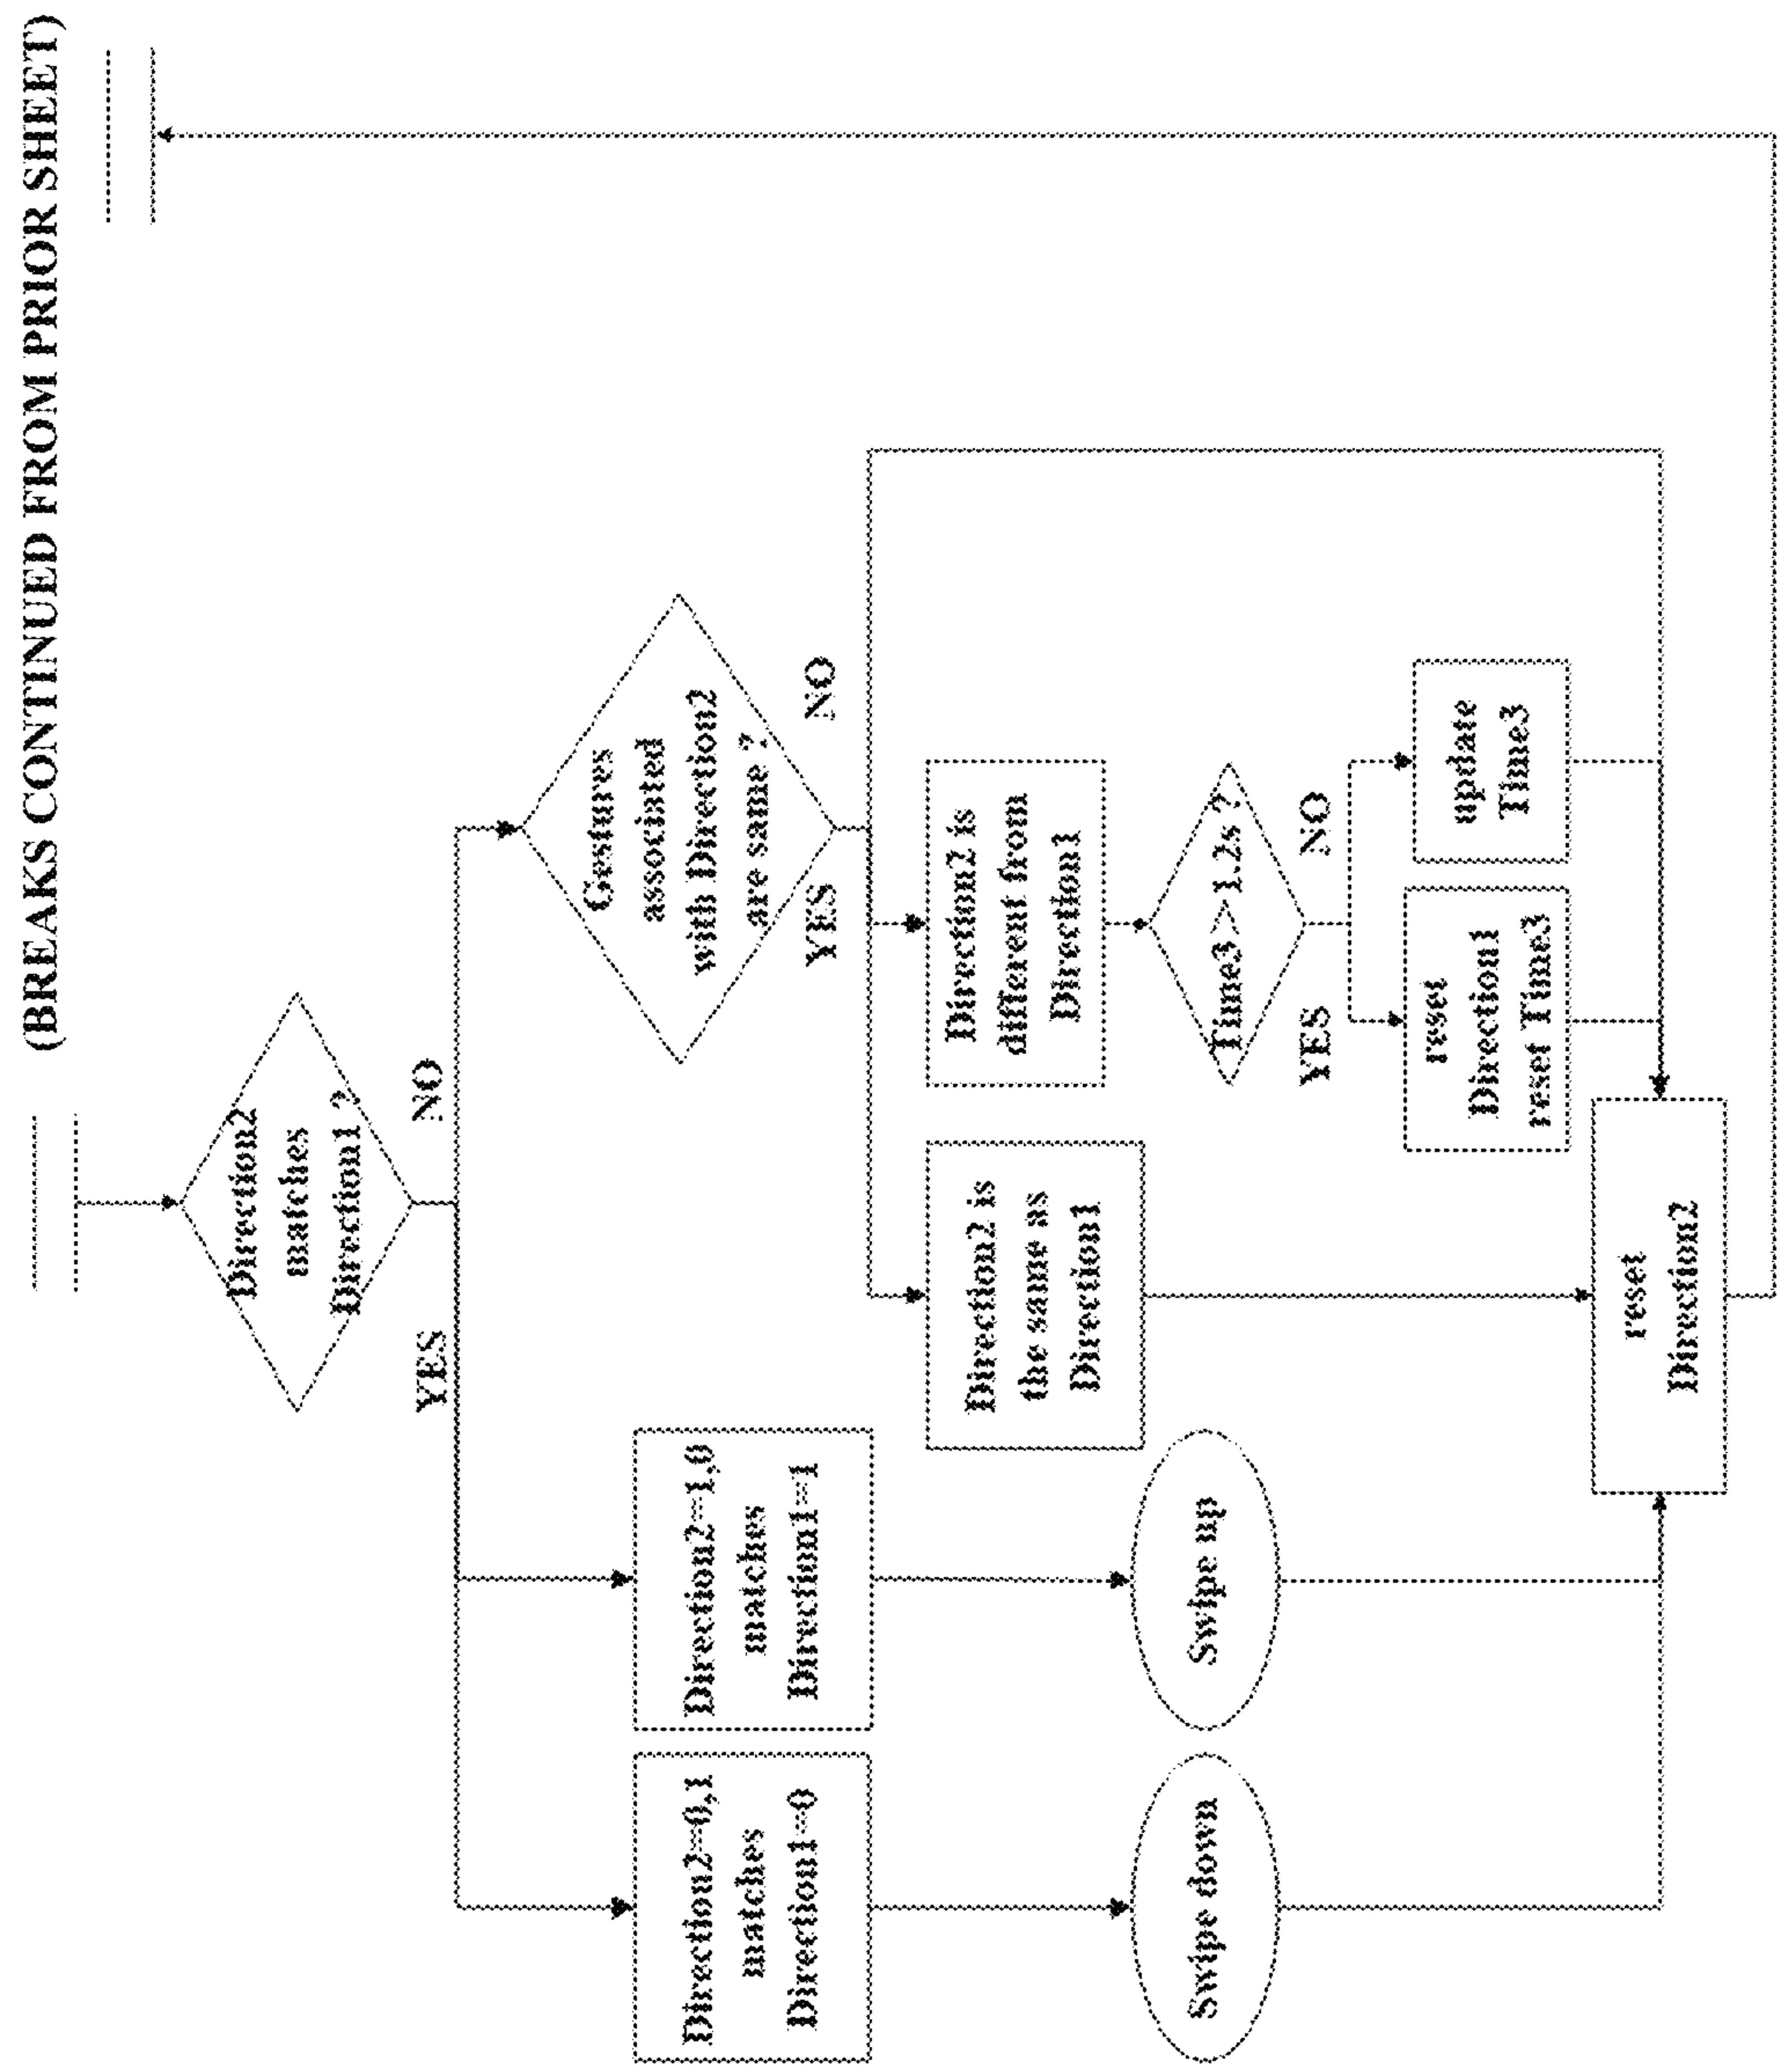 (BREAKS CONTINUED FROM PRIOR SHEET)
Direction2
matches
Direction1 ?
YES
NO
Direction2=0,1
matches
Direction1=0
Direction2=1,0
matches
Direction1=1
Gestures
associated
with Direction2
are same ?
YES
NO
Direction2 is
the same as
Direction1
Direction2 is
different from
Direction1
Swipe down
Swipe up
Time3>1.2s ?
YES
NO
reset
Direction1
reset Time3
update
Time3
reset
Direction2